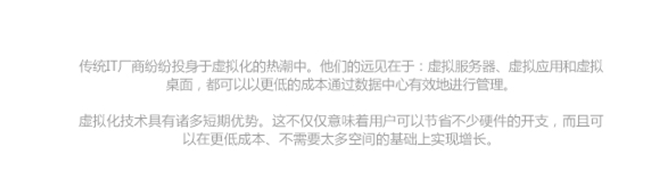 传统IT厂商纷纷投身于虚拟化的热潮中。他们的远见在于：虚拟服务器、虚拟应用和虚拟
桌面，都可以以更低的成本通过数据中心有效地进行管理。
虚拟化技术具有诸多短期优势。这不仅仅意味着用户可以节省不少硬件的开支，而且可
以在更低成本、不需要太多空间的基础上实现增长。